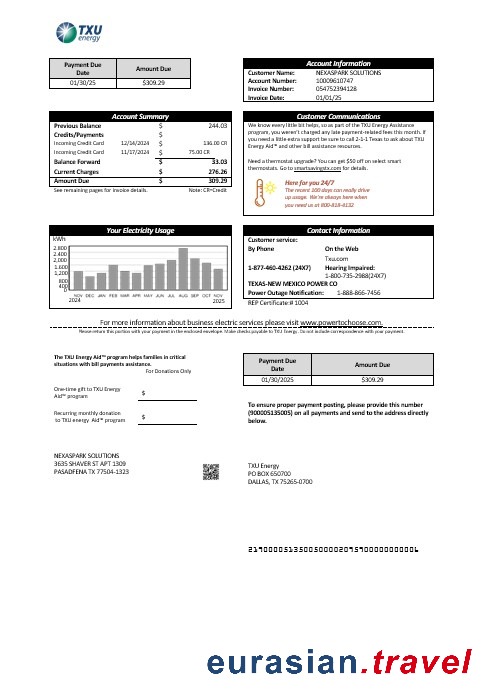 TXU
energy
Payment Due
Date
Amount Due
01/30/25
$309.29
Account Information
Customer Name: NEXASPARK SOLUTIONS
Account Number: 10009610747
Invoice Number: 054752394128
Invoice Date: 01/01/25
Account Summary
Previous Balance $ 244.03
Credits/Payments
Incoming Credit Card 12/14/2024 $ 136.00 CR
Incoming Credit Card 11/17/2024 $ 75.00 CR
Balance Forward $ 33.03
Current Charges $ 276.26
Amount Due $ 309.29
See remaining pages for invoice details. Note: CR=Credit
Customer Communications
We know every little bit helps, so as part of the TXU Energy Assistance
program, you weren't charged any late payment-related fees this month. If
you need a little extra support be sure to call 2-1-1 Texas to ask about TXU
Energy Aid™ and other bill assistance resources.
Need a thermostat upgrade? You can get $50 off on select smart
thermostats. Go to smartsavingstx.com for details.
Here for you 24/7
The recent 100 days can really drive
up usage. We're always here when
you need us at 800-818-6132
Your Electricity Usage
kWh
2,800
2,400
2,000
1,600
1,200
800
400
0
NOV DEC JAN FEB MAR APR MAY JUN JUL AUG SEP OCT NOV
2024 2025
Contact Information
Customer service:
By Phone On the Web
Txu.com
1-877-460-4262 (24X7) Hearing Impaired:
1-800-735-2988(24X7)
TEXAS-NEW MEXICO POWER CO
Power Outage Notification: 1-888-866-7456
REP Certificate # 1004
For more information about business electric services please visit www.powertochoose.com.
Please return this portion with your payment in the enclosed envelope. Make checks payable to TXU Energy. Do not include correspondence with your payment.
The TXU Energy Aid™ program helps families in critical
situations with bill payments assistance.
For Donations Only
One-time gift to TXU Energy
Aid™ program $
Recurring monthly donation
to TXU energy Aid™ program $
Payment Due
Date
Amount Due
01/30/2025
$309.29
To ensure proper payment posting, please provide this number
(900005135005) on all payments and send to the address directly
below.
NEXASPARK SOLUTIONS
3635 SHAVER ST APT 1309
PASADFENA TX 77504-1323
TXU Energy
PO BOX 650700
DALLAS, TX 75265-0700
eurasian.travel